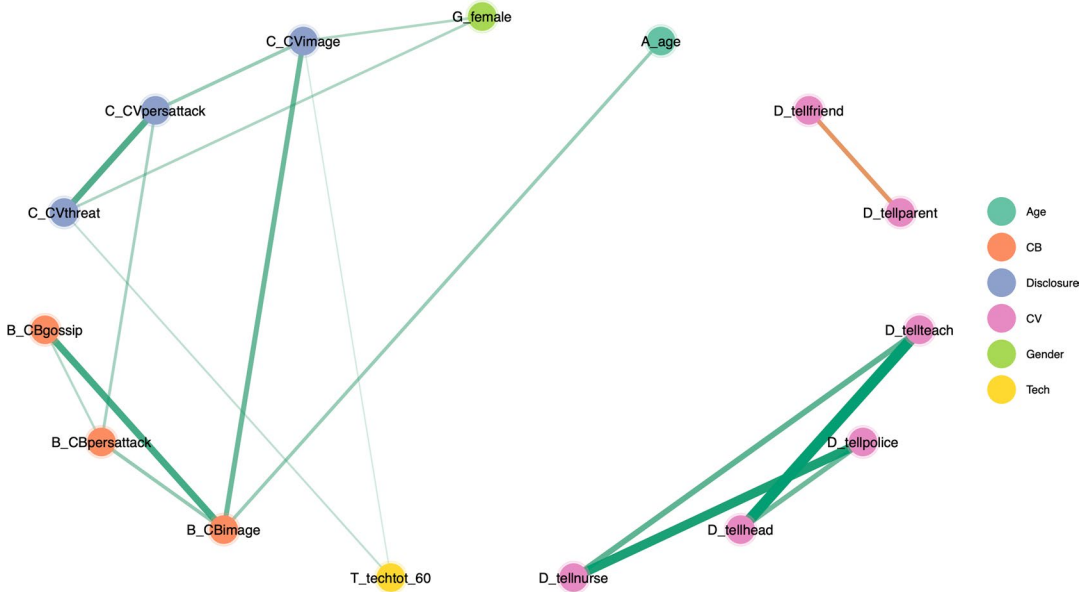 G_female
C_CVimage
A_age
C_CVpersattack
D_tellfriend
C_CVthreat
D_tellparent
B_CBgossip
D_tellteach
B_CBpersattack
D_tellpolice
B_CBimage
D_tellhead
T_techtot_60
D_tellnurse
Age
CB
Disclosure
CV
Gender
Tech